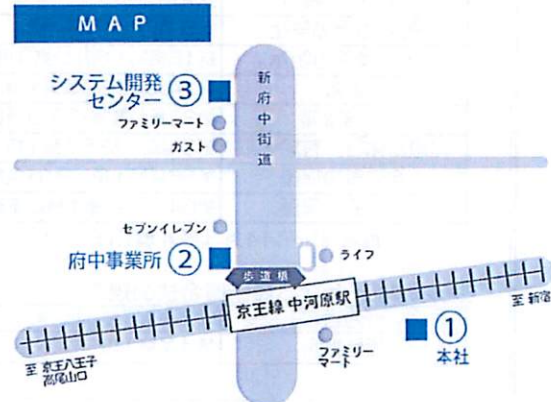 MAP
システム開発
センター ③
ファミリーマート
ガスト
新府中街道
セブンイレブン
府中事業所 ②
ライフ
歩道橋
京王線 中河原駅
至 新宿
①
本社
ファミリー
マート
至 京王八王子
高尾山口